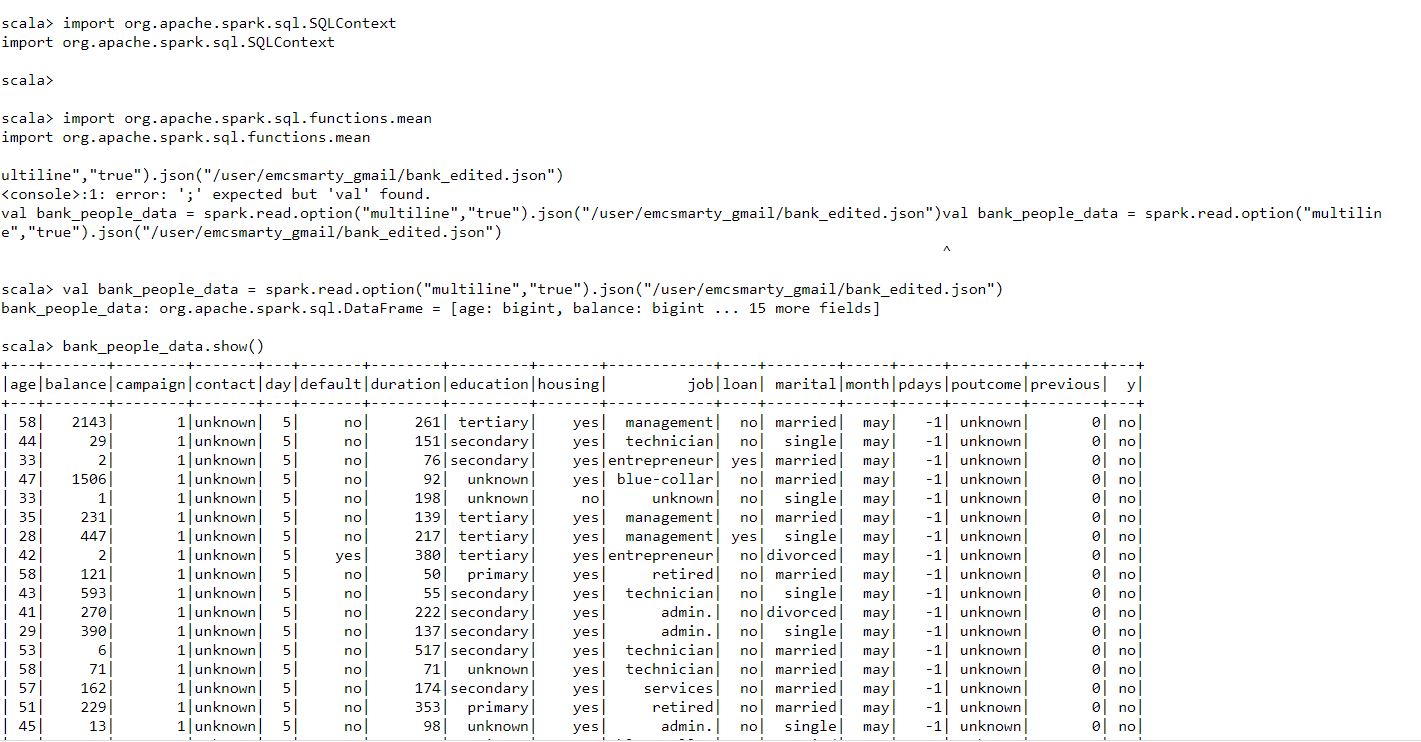 scala> import org.apache.spark.sql.SQLContext
import org.apache.spark.sql.SQLContext
scala>
scala> import org.apache.spark.sql.functions.mean
import org.apache.spark.sql.functions.mean
ultiline","true").json("/user/emcsmarty_gmail/bank_edited.json")
<console>:1: error: ';' expected but 'val' found.
val bank_people_data = spark.read.option("multiline","true").json("/user/emcsmarty_gmail/bank_edited.json")val bank_people_data = spark.read.option("multilin
e","true").json("/user/emcsmarty_gmail/bank_edited.json")
^
scala> val bank_people_data = spark.read.option("multiline","true").json("/user/emcsmarty_gmail/bank_edited.json")
bank_people_data: org.apache.spark.sql.DataFrame = [age: bigint, balance: bigint ... 15 more fields]
scala> bank_people_data.show()
+---+-------+--------+-------+---+-------+--------+---------+-------+------------+----+--------+-----+-----+--------+--------+---+
|age|balance|campaign|contact|day|default|duration|education|housing|         job|loan| marital|month|pdays|poutcome|previous|  y|
+---+-------+--------+-------+---+-------+--------+---------+-------+------------+----+--------+-----+-----+--------+--------+---+
| 58|   2143|       1|unknown|  5|     no|     261| tertiary|    yes|  management|  no| married|  may|   -1| unknown|       0| no|
| 44|     29|       1|unknown|  5|     no|     151|secondary|    yes|  technician|  no|  single|  may|   -1| unknown|       0| no|
| 33|      2|       1|unknown|  5|     no|      76|secondary|    yes|entrepreneur| yes| married|  may|   -1| unknown|       0| no|
| 47|   1506|       1|unknown|  5|     no|      92|  unknown|    yes| blue-collar|  no| married|  may|   -1| unknown|       0| no|
| 33|      1|       1|unknown|  5|     no|     198|  unknown|     no|     unknown|  no|  single|  may|   -1| unknown|       0| no|
| 35|    231|       1|unknown|  5|     no|     139| tertiary|    yes|  management|  no| married|  may|   -1| unknown|       0| no|
| 28|    447|       1|unknown|  5|     no|     217| tertiary|    yes|  management| yes|  single|  may|   -1| unknown|       0| no|
| 42|      2|       1|unknown|  5|    yes|     380| tertiary|    yes|entrepreneur|  no|divorced|  may|   -1| unknown|       0| no|
| 58|    121|       1|unknown|  5|     no|      50|  primary|    yes|     retired|  no| married|  may|   -1| unknown|       0| no|
| 43|    593|       1|unknown|  5|     no|      55|secondary|    yes|  technician|  no|  single|  may|   -1| unknown|       0| no|
| 41|    270|       1|unknown|  5|     no|     222|secondary|    yes|      admin.|  no|divorced|  may|   -1| unknown|       0| no|
| 29|    390|       1|unknown|  5|     no|     137|secondary|    yes|      admin.|  no|  single|  may|   -1| unknown|       0| no|
| 53|      6|       1|unknown|  5|     no|     517|secondary|    yes|  technician|  no| married|  may|   -1| unknown|       0| no|
| 58|     71|       1|unknown|  5|     no|      71|  unknown|    yes|  technician|  no| married|  may|   -1| unknown|       0| no|
| 57|    162|       1|unknown|  5|     no|     174|secondary|    yes|    services|  no| married|  may|   -1| unknown|       0| no|
| 51|    229|       1|unknown|  5|     no|     353|  primary|    yes|     retired|  no| married|  may|   -1| unknown|       0| no|
| 45|     13|       1|unknown|  5|     no|      98|  unknown|    yes|      admin.|  no|  single|  may|   -1| unknown|       0| no|